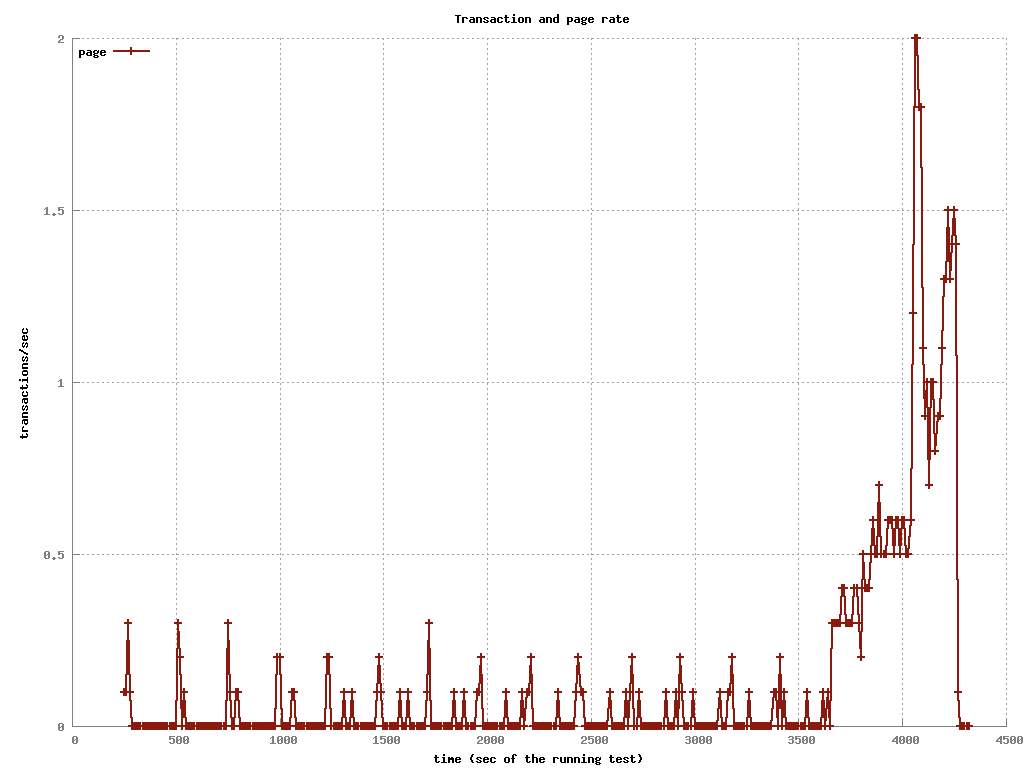 Transaction and page rate
page
2
1.5
1
0.5
0
transactions/sec
0 500 1000 1500 2000 2500 3000 3500 4000 4500
time (sec of the running test)